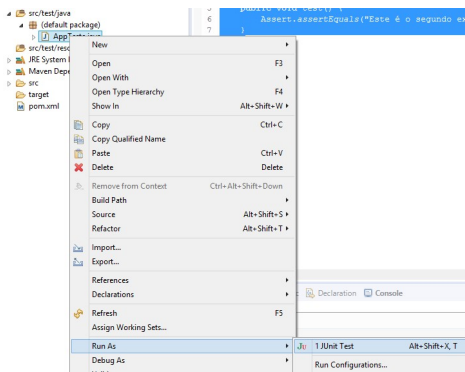 src/test/java
(default package)
src/test/reso
JRE System
Maven Depe
src
target
pom.xml
5 public void test() {
6 Assert.assertEquals("Este é o segundo ex
7 }
New
Open F3
Open With
Open Type Hierarchy F4
Show In Alt+Shift+W
Copy Ctrl+C
Copy Qualified Name
Paste Ctrl+V
Delete Delete
Remove from Context Ctrl+Alt+Shift+Down
Build Path
Source Alt+Shift+S
Refactor Alt+Shift+T
Import...
Export...
References
Declarations
Refresh F5
Assign Working Sets...
Run As
Debug As
Declaration Console
Ju 1 JUnit Test Alt+Shift+X, T
Run Configurations...